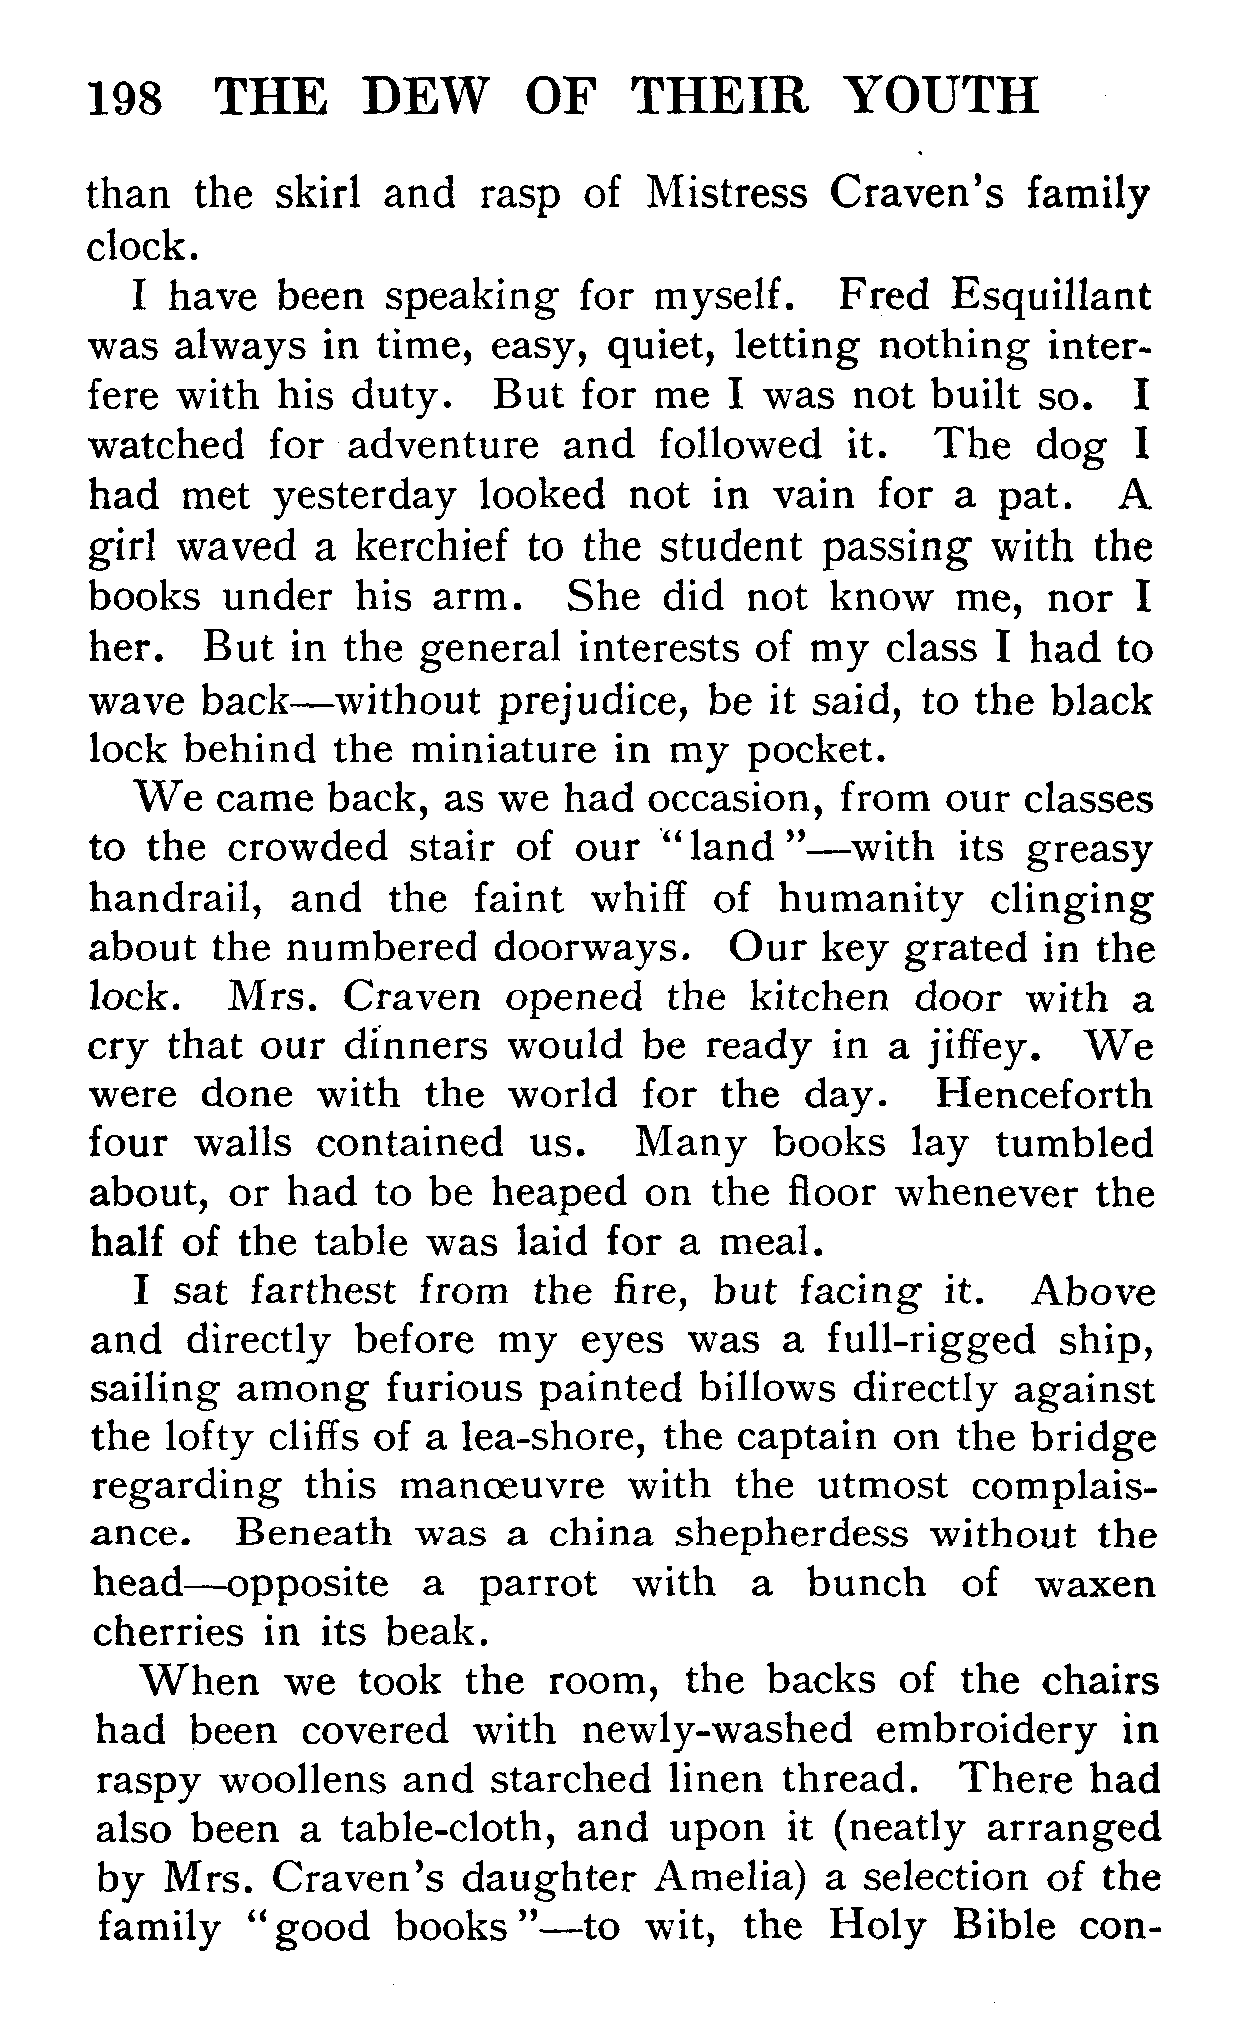 198 THE DEW OF THEIR YOUTH
than the skirl and rasp of Mistress Craven's family
clock.
I have been speaking for myself. Fred Esquillant
was always in time, easy, quiet, letting nothing inter-
fere with his duty. But for me I was not built so. I
watched for adventure and followed it. The dog I
had met yesterday looked not in vain for a pat. A
girl waved a kerchief to the student passing with the
books under his arm. She did not know me, nor I
her. But in the general interests of my class I had to
wave back—without prejudice, be it said, to the black
lock behind the miniature in my pocket.
We came back, as we had occasion, from our classes
to the crowded stair of our “land”—with its greasy
handrail, and the faint whiff of humanity clinging
about the numbered doorways. Our key grated in the
lock. Mrs. Craven opened the kitchen door with a
cry that our dinners would be ready in a jiffey. We
were done with the world for the day. Henceforth
four walls contained us. Many books lay tumbled
about, or had to be heaped on the floor whenever the
half of the table was laid for a meal.
I sat farthest from the fire, but facing it. Above
and directly before my eyes was a full-rigged ship,
sailing among furious painted billows directly against
the lofty cliffs of a lea-shore, the captain on the bridge
regarding this manœuvre with the utmost complais-
ance. Beneath was a china shepherdess without the
head—opposite a parrot with a bunch of waxen
cherries in its beak.
When we took the room, the backs of the chairs
had been covered with newly-washed embroidery in
raspy woollens and starched linen thread. There had
also been a table-cloth, and upon it (neatly arranged
by Mrs. Craven's daughter Amelia) a selection of the
family “good books”—to wit, the Holy Bible con-